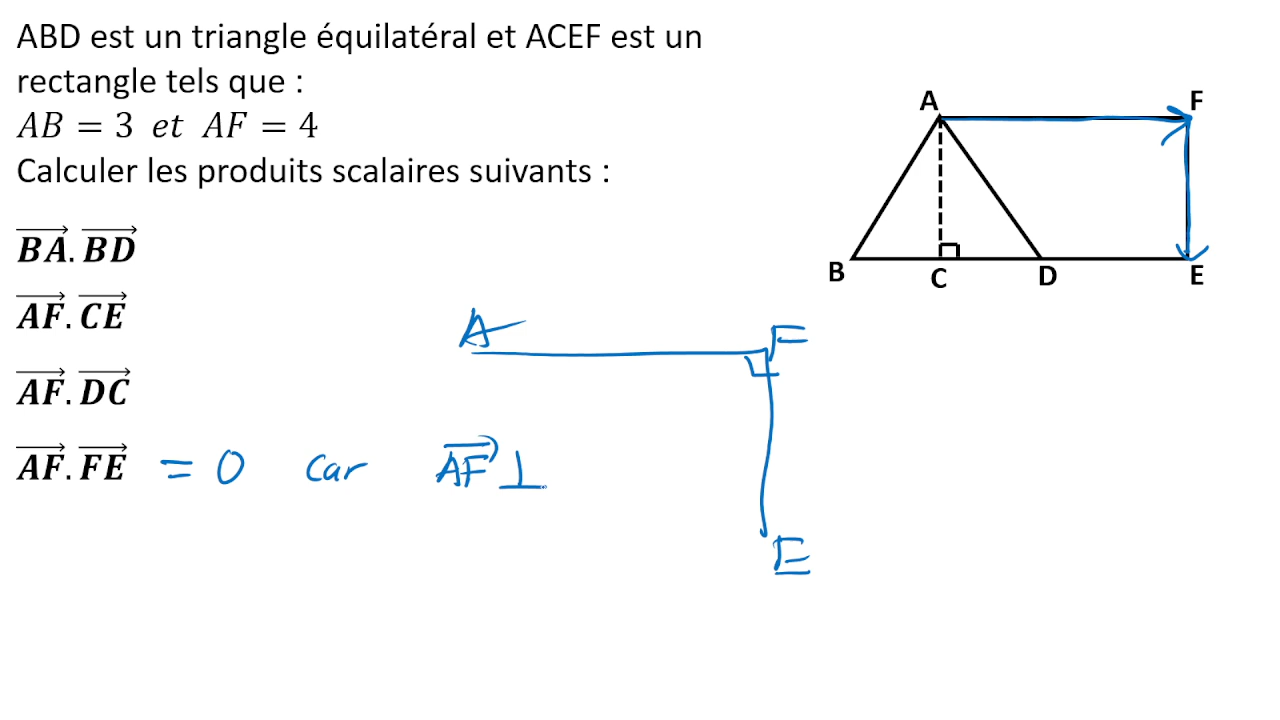 ABD est un triangle équilatéral et ACEF est un
rectangle tels que :
AB = 3 et AF = 4
Calculer les produits scalaires suivants :
A F
B C D E
BA. BD
AF. CE
A F
AF. DC
AF. FE = 0 car AF ⊥
E